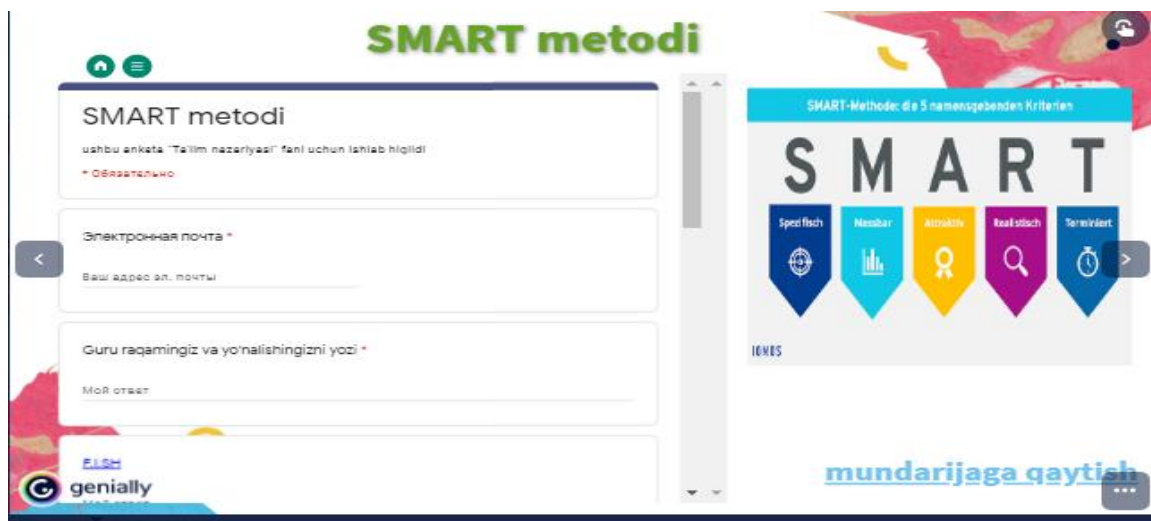 SMART metodi
SMART metodi
ushbu anketa "Ta'lim nazariyasi" fani uchun ishlab hiqildi
* Обязательно
Электронная почта *
Ваш адрес эл. почты
Guru raqamingiz va yo'nalishingizni yozi *
Мой ответ
F.I.SH
genially
SMART-Methode: die 5 namensgebenden Kriterien
S M A R T
Spezifisch Messbar Attraktiv Realistisch Terminiert
IONOS
mundarijaga qaytish